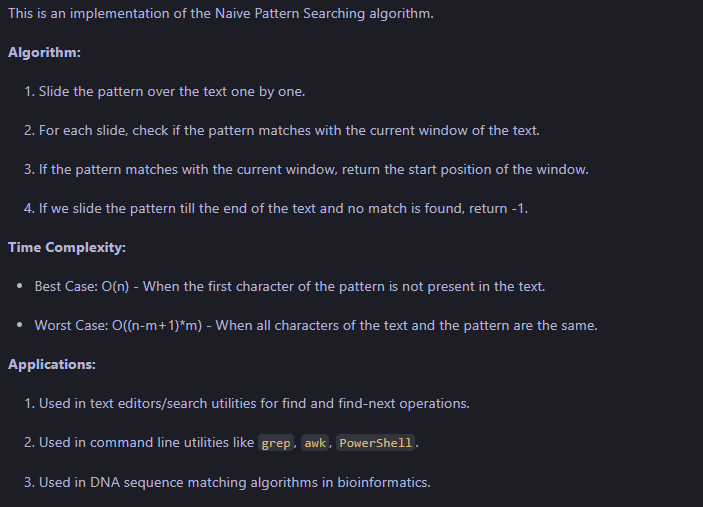 This is an implementation of the Naive Pattern Searching algorithm.
Algorithm:
1. Slide the pattern over the text one by one.
2. For each slide, check if the pattern matches with the current window of the text.
3. If the pattern matches with the current window, return the start position of the window.
4. If we slide the pattern till the end of the text and no match is found, return -1.
Time Complexity:
• Best Case: O(n) - When the first character of the pattern is not present in the text.
• Worst Case: O((n-m+1)*m) - When all characters of the text and the pattern are the same.
Applications:
1. Used in text editors/search utilities for find and find-next operations.
2. Used in command line utilities like grep, awk, PowerShell.
3. Used in DNA sequence matching algorithms in bioinformatics.